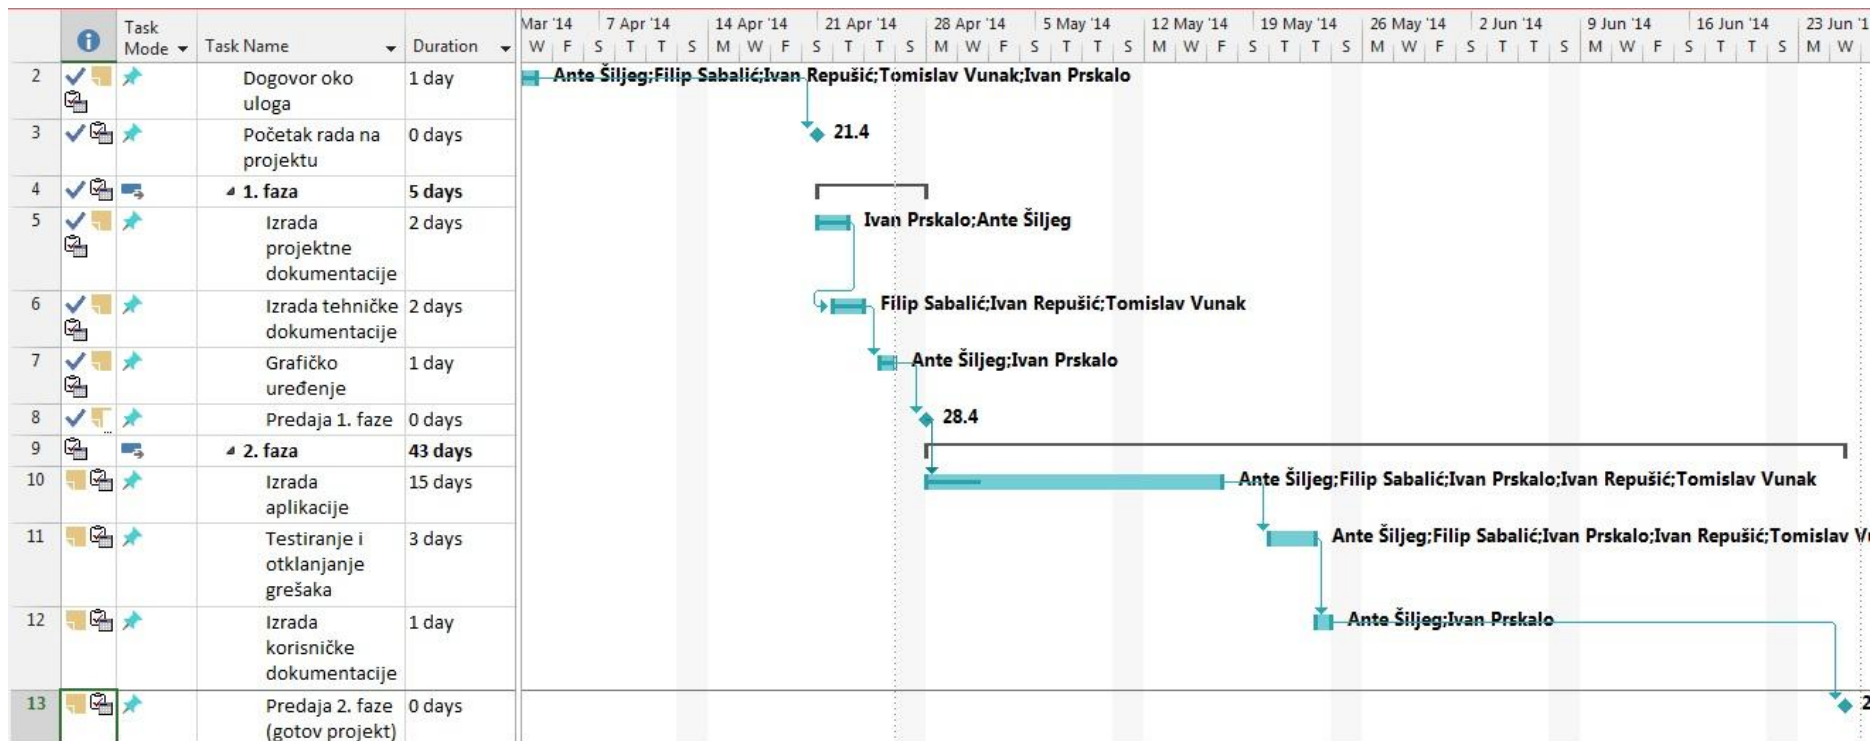 Task Mode Task Name Duration
Mar '14 7 Apr '14 14 Apr '14 21 Apr '14 28 Apr '14 5 May '14 12 May '14 19 May '14 26 May '14 2 Jun '14 9 Jun '14 16 Jun '14 23 Jun '1
W F S T T S M W F S T T S M W F S T T S M W F S T T S M W F S T T S M W F S T T S M W
2 Dogovor oko uloga 1 day Ante Šiljeg;Filip Sabalić;Ivan Repušić;Tomislav Vunak;Ivan Prskalo
3 Početak rada na projektu 0 days 21.4
4 1. faza 5 days
5 Izrada projektne dokumentacije 2 days Ivan Prskalo;Ante Šiljeg
6 Izrada tehničke dokumentacije 2 days Filip Sabalić;Ivan Repušić;Tomislav Vunak
7 Grafičko uređenje 1 day Ante Šiljeg;Ivan Prskalo
8 Predaja 1. faze 0 days 28.4
9 2. faza 43 days
10 Izrada aplikacije 15 days Ante Šiljeg;Filip Sabalić;Ivan Prskalo;Ivan Repušić;Tomislav Vunak
11 Testiranje i otklanjanje grešaka 3 days Ante Šiljeg;Filip Sabalić;Ivan Prskalo;Ivan Repušić;Tomislav
12 Izrada korisničke dokumentacije 1 day Ante Šiljeg;Ivan Prskalo
13 Predaja 2. faze (gotov projekt) 0 days 2